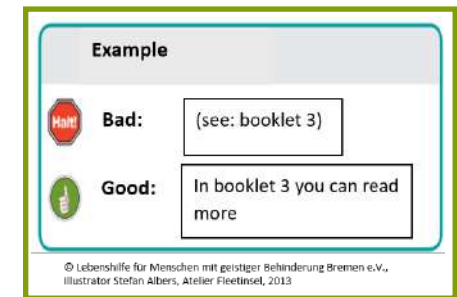 Example
Halt!
Bad:
(see: booklet 3)
Good:
In booklet 3 you can read
more
© Lebenshilfe für Menschen mit geistiger Behinderung Bremen e.V.,
Illustrator Stefan Albers, Atelier Fleetinsel, 2013